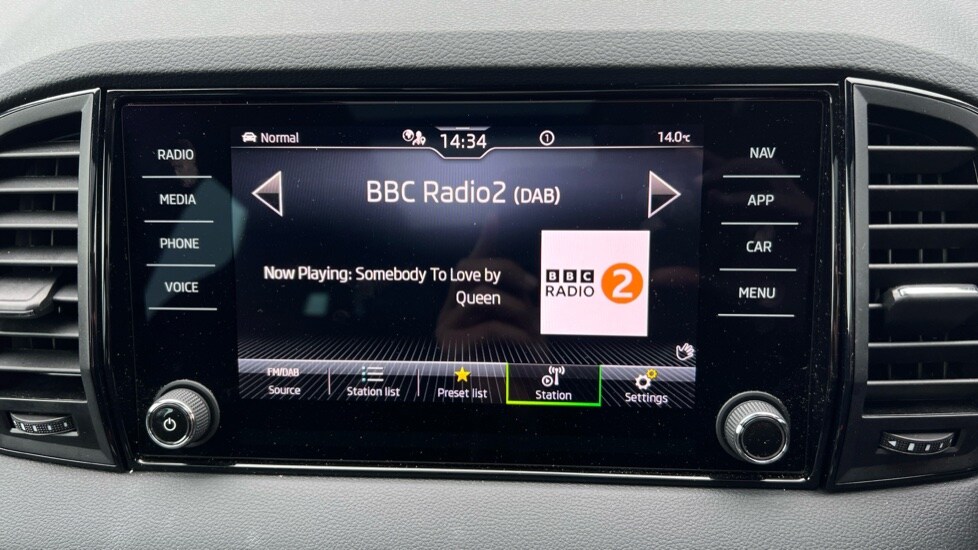 Normal
14:34
1
14.0°C
RADIO
MEDIA
PHONE
VOICE
BBC Radio2 (DAB)
Now Playing: Somebody To Love by
Queen
BBC
RADIO 2
FM/DAB
Source
Station list
Preset list
Station
Settings
NAV
APP
CAR
MENU